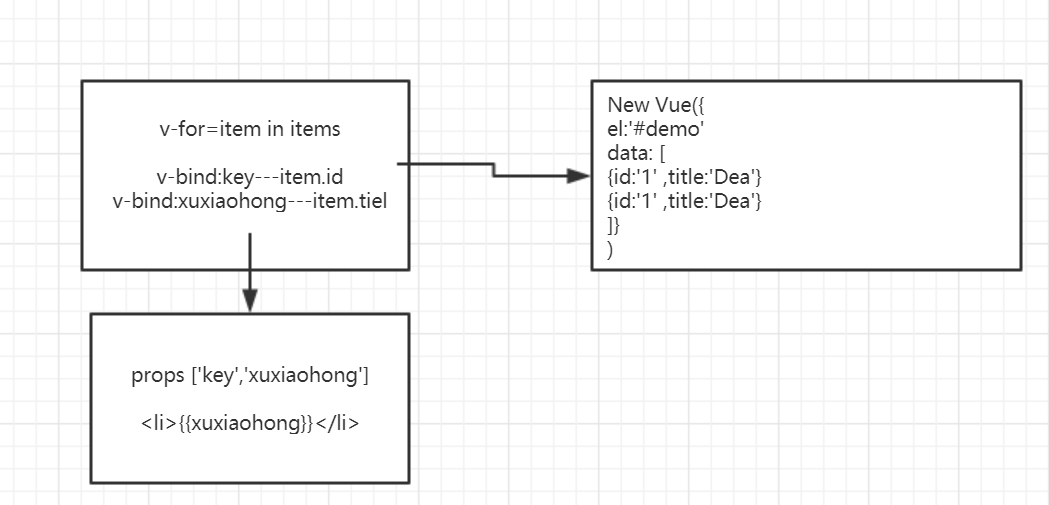 v-for=item in items
v-bind:key---item.id
v-bind:xuxiaohong---item.tiel
New Vue({
el:'#demo'
data: [
{id:'1' ,title:'Dea'}
{id:'1' ,title:'Dea'}
]}
)
props ['key','xuxiaohong']
<li>{{xuxiaohong}}</li>